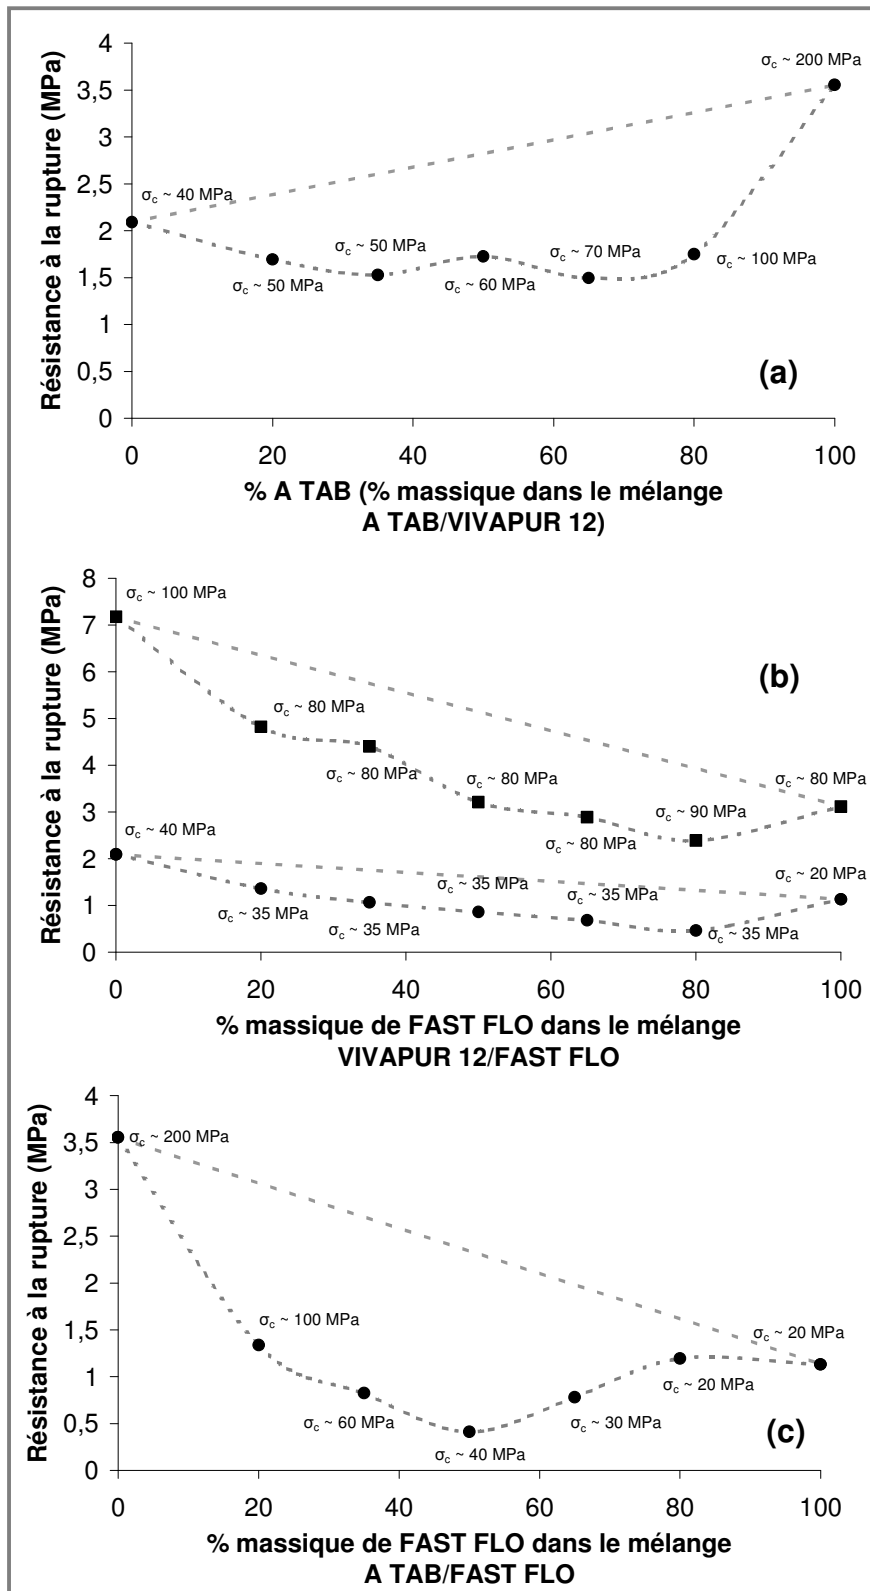 4
3,5
3
2,5
2
1,5
1
0,5
0
Résistance à la rupture (MPa)
σc ~ 200 MPa
σc ~ 40 MPa
σc ~ 50 MPa
σc ~ 70 MPa
σc ~ 50 MPa
σc ~ 60 MPa
σc ~ 100 MPa
(a)
0 20 40 60 80 100
% A TAB (% massique dans le mélange
A TAB/VIVAPUR 12)
8
7
6
5
4
3
2
1
0
Résistance à la rupture (MPa)
σc ~ 100 MPa
(b)
σc ~ 80 MPa
σc ~ 80 MPa
σc ~ 80 MPa
σc ~ 80 MPa
σc ~ 90 MPa
σc ~ 80 MPa
σc ~ 40 MPa
σc ~ 35 MPa
σc ~ 35 MPa
σc ~ 35 MPa
σc ~ 35 MPa
σc ~ 35 MPa
σc ~ 20 MPa
0 20 40 60 80 100
% massique de FAST FLO dans le mélange
VIVAPUR 12/FAST FLO
4
3,5
3
2,5
2
1,5
1
0,5
0
Résistance à la rupture (MPa)
σc ~ 200 MPa
σc ~ 100 MPa
σc ~ 60 MPa
σc ~ 40 MPa
σc ~ 30 MPa
σc ~ 20 MPa
σc ~ 20 MPa
(c)
0 20 40 60 80 100
% massique de FAST FLO dans le mélange
A TAB/FAST FLO